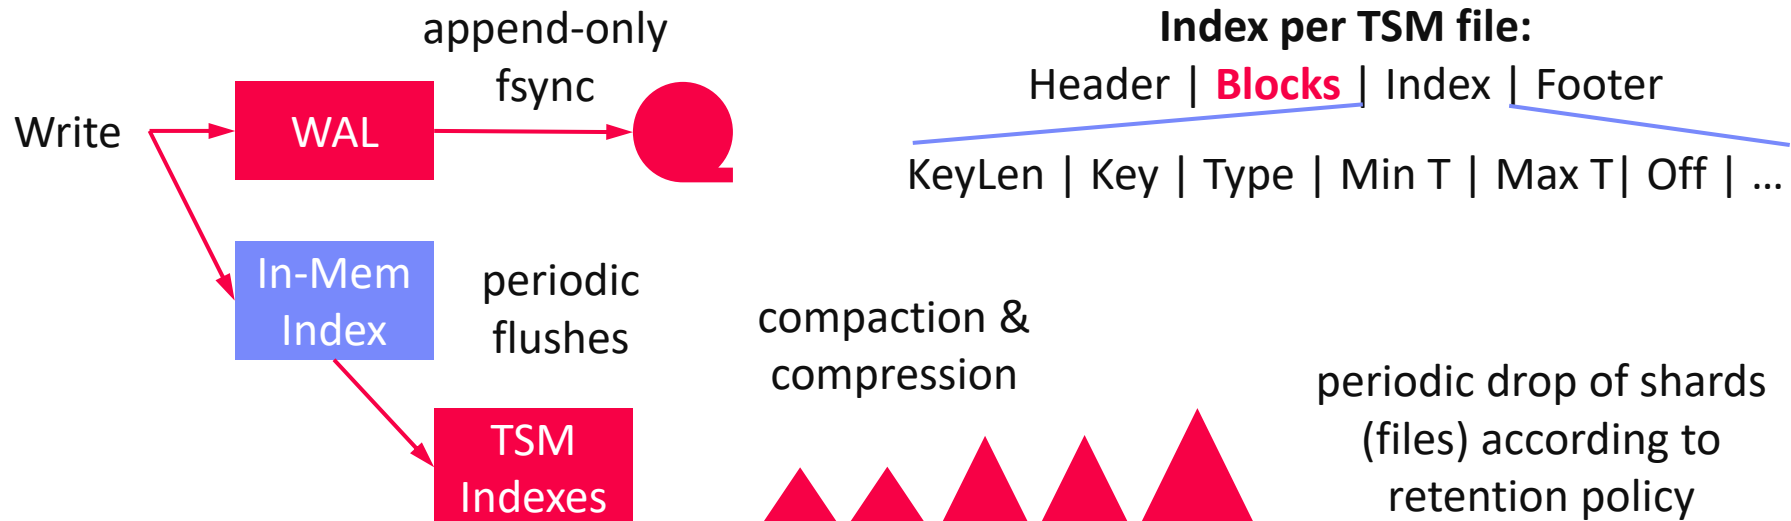 append-only
fsync
Write
WAL
In-Mem
Index
periodic
flushes
TSM
Indexes
compaction &
compression
Index per TSM file:
Header | Blocks | Index | Footer
KeyLen | Key | Type | Min T | Max T| Off | …
periodic drop of shards
(files) according to
retention policy